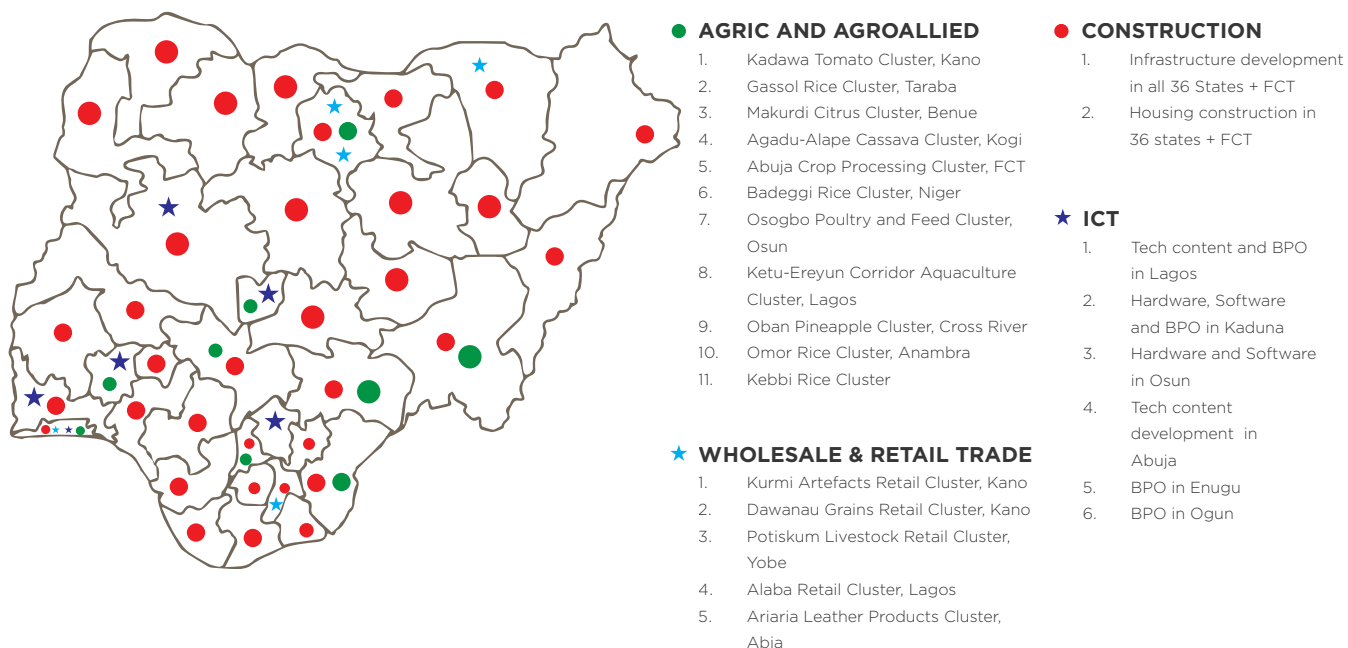 AGRIC AND AGROALLIED
1. Kadawa Tomato Cluster, Kano
2. Gassol Rice Cluster, Taraba
3. Makurdi Citrus Cluster, Benue
4. Agadu-Alape Cassava Cluster, Kogi
5. Abuja Crop Processing Cluster, FCT
6. Badeggi Rice Cluster, Niger
7. Osogbo Poultry and Feed Cluster,
Osun
8. Ketu-Ereyun Corridor Aquaculture
Cluster, Lagos
9. Oban Pineapple Cluster, Cross River
10. Omor Rice Cluster, Anambra
11. Kebbi Rice Cluster
WHOLESALE & RETAIL TRADE
1. Kurmi Artefacts Retail Cluster, Kano
2. Dawanau Grains Retail Cluster, Kano
3. Potiskum Livestock Retail Cluster,
Yobe
4. Alaba Retail Cluster, Lagos
5. Ariaria Leather Products Cluster,
Abia
CONSTRUCTION
1. Infrastructure development
in all 36 States + FCT
2. Housing construction in
36 states + FCT
ICT
1. Tech content and BPO
in Lagos
2. Hardware, Software
and BPO in Kaduna
3. Hardware and Software
in Osun
4. Tech content
development in
Abuja
5. BPO in Enugu
6. BPO in Ogun